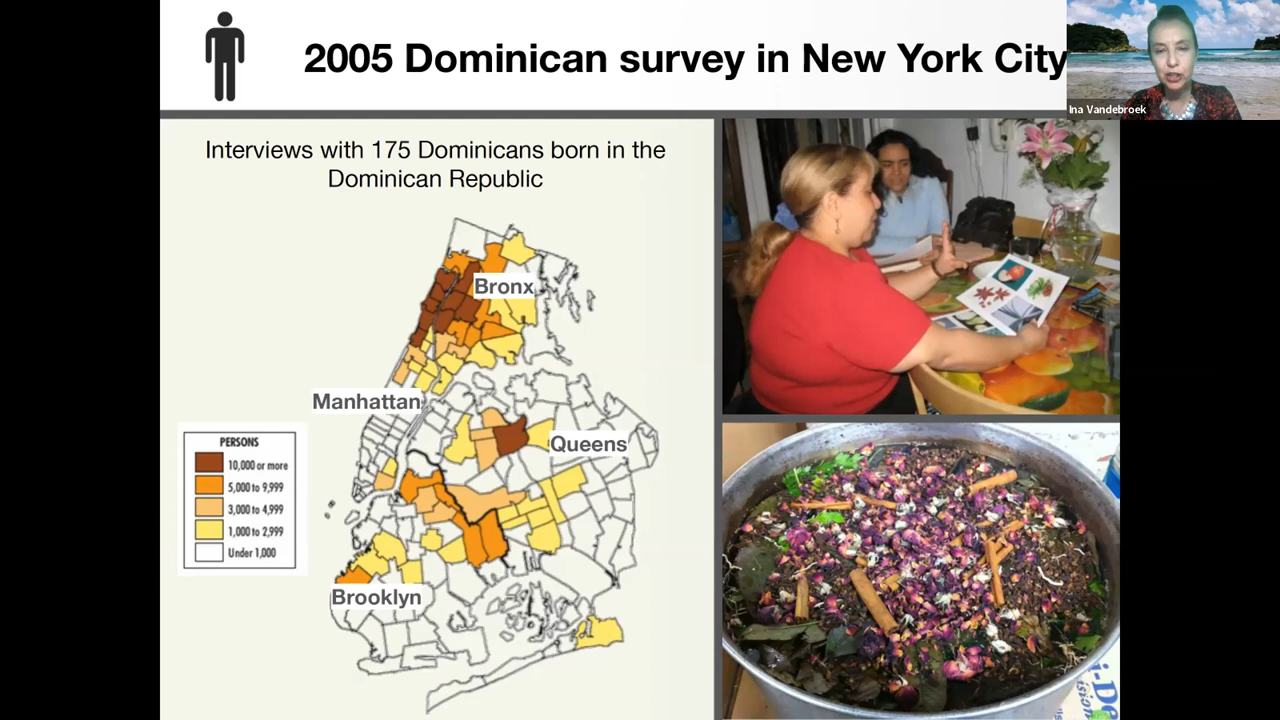 2005 Dominican survey in New York City
Ina Vandebroek
Interviews with 175 Dominicans born in the
Dominican Republic
Bronx
Manhattan
Queens
Brooklyn
PERSONS
10,000 or more
5,000 to 9,999
3,000 to 4,999
1,000 to 2,999
Under 1,000